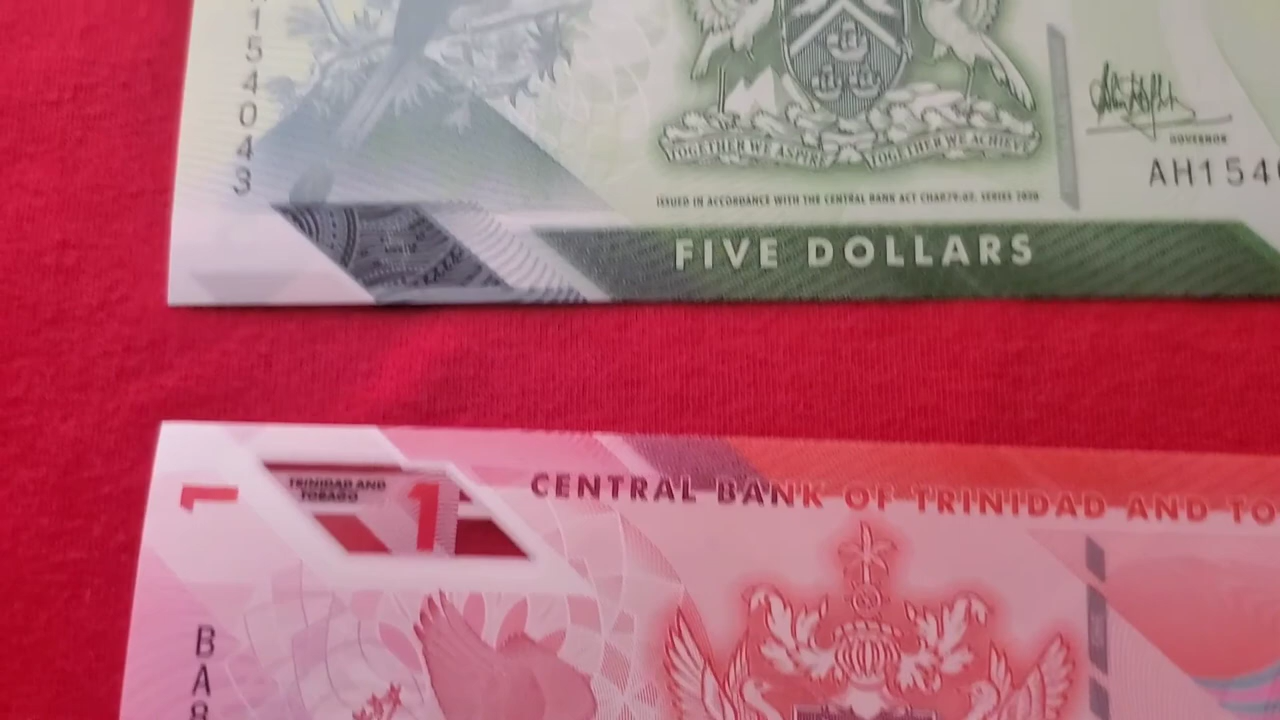 154043
TOGETHER WE ASPIRE TOGETHER WE ACHIEVE
GOVERNOR
AH154
ISSUED IN ACCORDANCE WITH THE CENTRAL BANK ACT CHAP.79:02. SERIES 2020
FIVE DOLLARS
1
TRINIDAD AND
TOBAGO
1
CENTRAL BANK OF TRINIDAD AND TO
BA